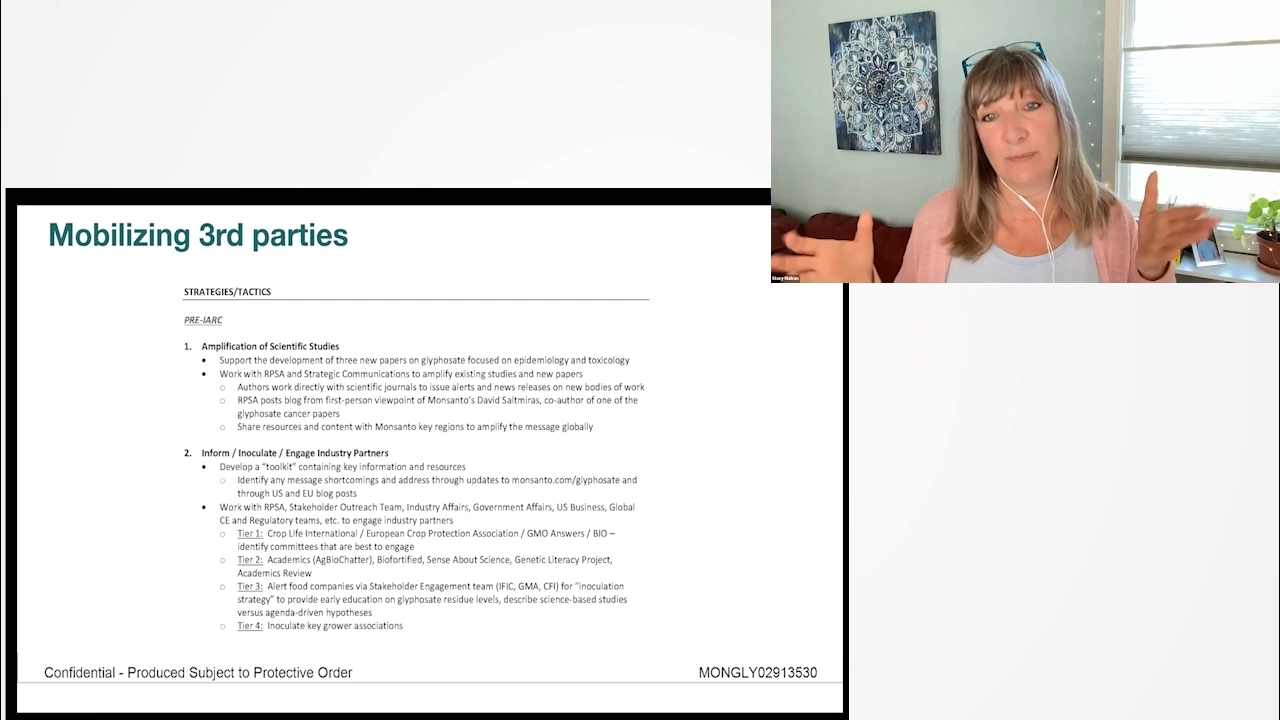 Mobilizing 3rd parties
STRATEGIES/TACTICS
PRE-IARC
1. Amplification of Scientific Studies
• Support the development of three new papers on glyphosate focused on epidemiology and toxicology
• Work with RPSA and Strategic Communications to amplify existing studies and new papers
○ Authors work directly with scientific journals to issue alerts and news releases on new bodies of work
○ RPSA posts blog from first-person viewpoint of Monsanto's David Saltmiras, co-author of one of the
glyphosate cancer papers
○ Share resources and content with Monsanto key regions to amplify the message globally
2. Inform / Inoculate / Engage Industry Partners
• Develop a "toolkit" containing key information and resources
○ Identify any message shortcomings and address through updates to monsanto.com/glyphosate and
through US and EU blog posts
• Work with RPSA, Stakeholder Outreach Team, Industry Affairs, Government Affairs, US Business, Global
CE and Regulatory teams, etc. to engage industry partners
○ Tier 1: Crop Life International / European Crop Protection Association / GMO Answers / BIO –
identify committees that are best to engage
○ Tier 2: Academics (AgBioChatter), Biofortified, Sense About Science, Genetic Literacy Project,
Academics Review
○ Tier 3: Alert food companies via Stakeholder Engagement team (IFIC, GMA, CFI) for "inoculation
strategy" to provide early education on glyphosate residue levels, describe science-based studies
versus agenda-driven hypotheses
○ Tier 4: Inoculate key grower associations
Confidential - Produced Subject to Protective Order MONGLY02913530
Stacy Malkan